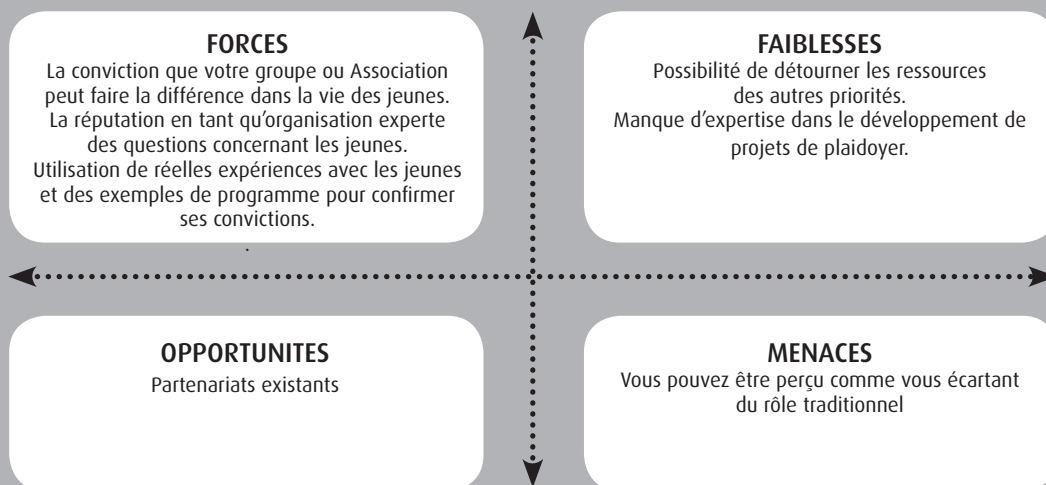 FORCES
La conviction que votre groupe ou Association
peut faire la différence dans la vie des jeunes.
La réputation en tant qu'organisation experte
des questions concernant les jeunes.
Utilisation de réelles expériences avec les jeunes
et des exemples de programme pour confirmer
ses convictions.
.
FAIBLESSES
Possibilité de détourner les ressources
des autres priorités.
Manque d'expertise dans le développement de
projets de plaidoyer.
OPPORTUNITES
Partenariats existants
MENACES
Vous pouvez être perçu comme vous écartant
du rôle traditionnel